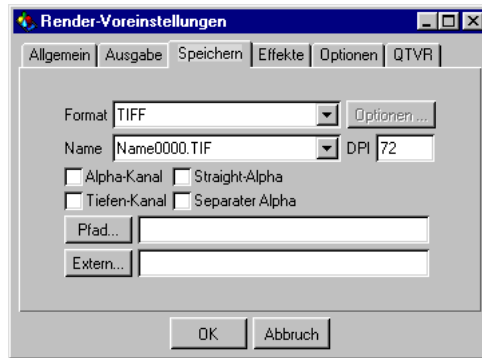 Render-Voreinstellungen
Allgemein Ausgabe Speichern Effekte Optionen QTVR
Format TIFF Optionen ...
Name Name0000.TIF DPI 72
Alpha-Kanal Straight-Alpha
Tiefen-Kanal Separater Alpha
Pfad...
Extern...
OK Abbruch